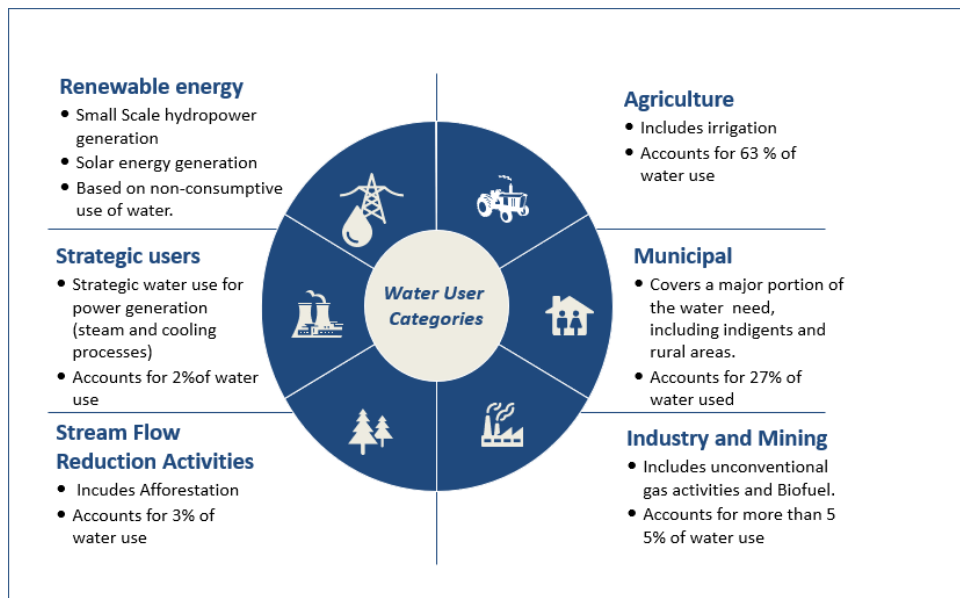 Renewable energy
• Small Scale hydropower
generation
• Solar energy generation
• Based on non-consumptive
use of water.
Agriculture
• Includes irrigation
• Accounts for 63 % of
water use
Strategic users
• Strategic water use for
power generation
(steam and cooling
processes)
• Accounts for 2%of water
use
Water User
Categories
Municipal
• Covers a major portion of
the water need,
including indigents and
rural areas.
• Accounts for 27% of
water used
Stream Flow
Reduction Activities
• Incudes Afforestation
• Accounts for 3% of
water use
Industry and Mining
• Includes unconventional
gas activities and Biofuel.
• Accounts for more than 5
5% of water use